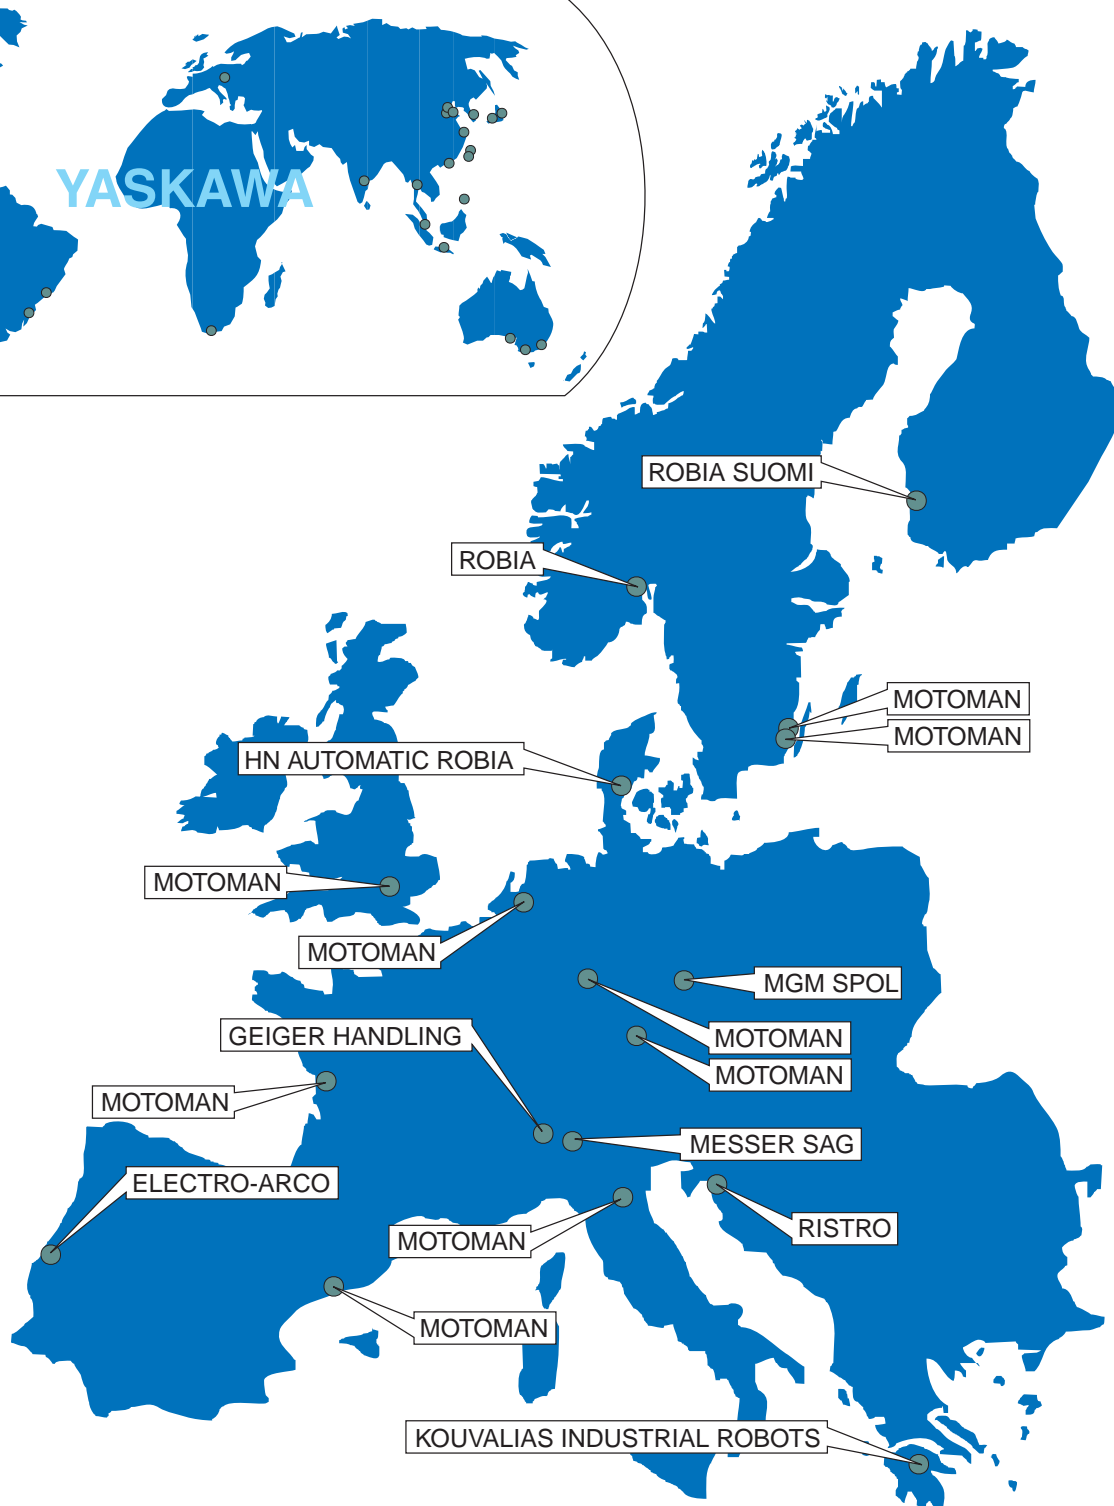 YASKAWA
ROBIA SUOMI
ROBIA
MOTOMAN
MOTOMAN
HN AUTOMATIC ROBIA
MOTOMAN
MOTOMAN
MGM SPOL
GEIGER HANDLING
MOTOMAN
MOTOMAN
MOTOMAN
MESSER SAG
ELECTRO-ARCO
RISTRO
MOTOMAN
MOTOMAN
KOUVALIAS INDUSTRIAL ROBOTS